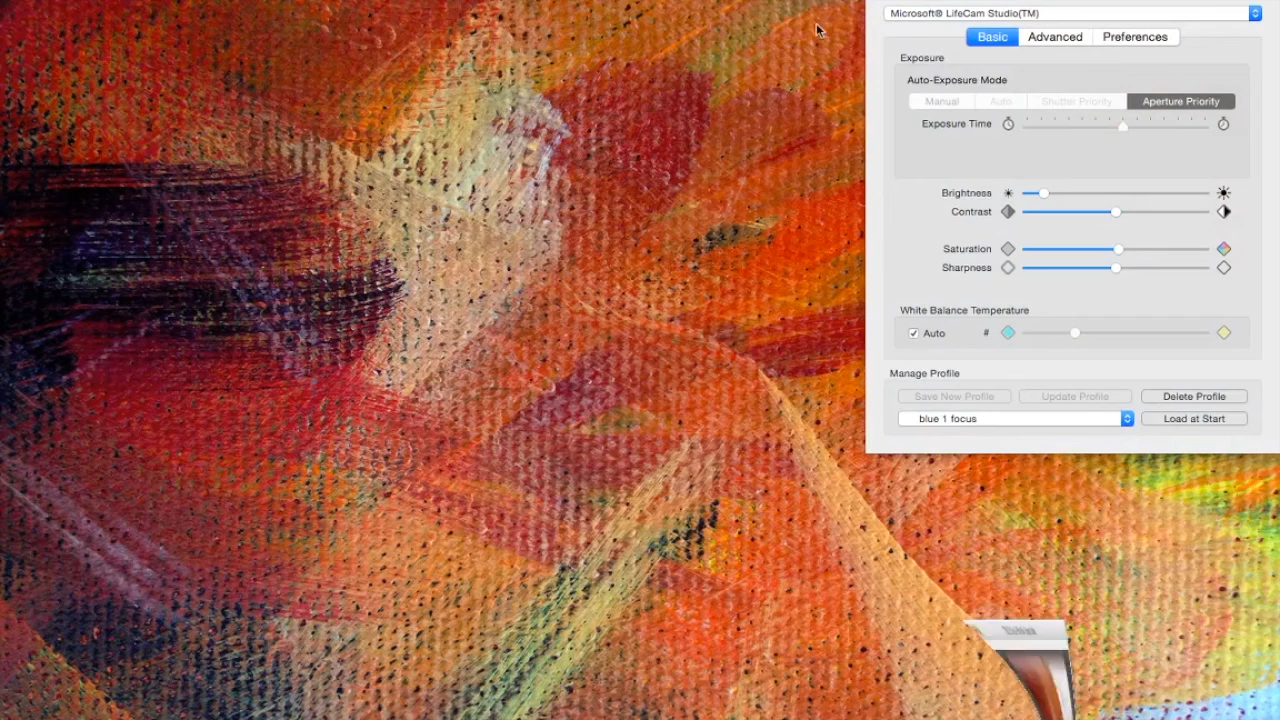 Microsoft® LifeCam Studio(TM)
Basic Advanced Preferences
Exposure
Auto-Exposure Mode
Manual Auto Shutter Priority Aperture Priority
Exposure Time
Brightness
Contrast
Saturation
Sharpness
White Balance Temperature
Auto #
Manage Profile
Save New Profile Update Profile Delete Profile
blue 1 focus Load at Start